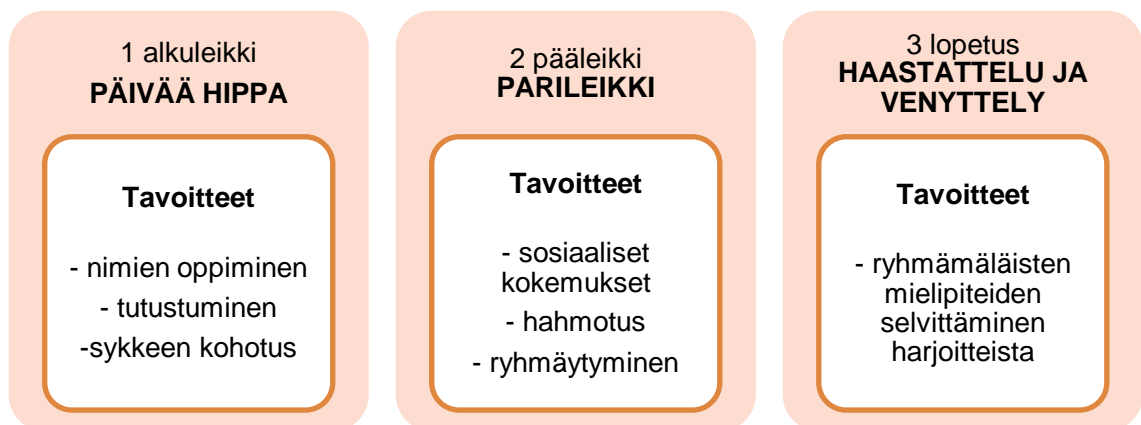 1 alkuleikki
PÄIVÄÄ HIPPA
Tavoitteet
- nimien oppiminen
- tutustuminen
-sykkeen kohotus
2 pääleikki
PARILEIKKI
Tavoitteet
- sosiaaliset
kokemukset
- hahmotus
- ryhmäytyminen
3 lopetus
HAASTATTELU JA
VENYTTELY
Tavoitteet
- ryhmämäläisten
mielipiteiden
selvittäminen
harjoitteista